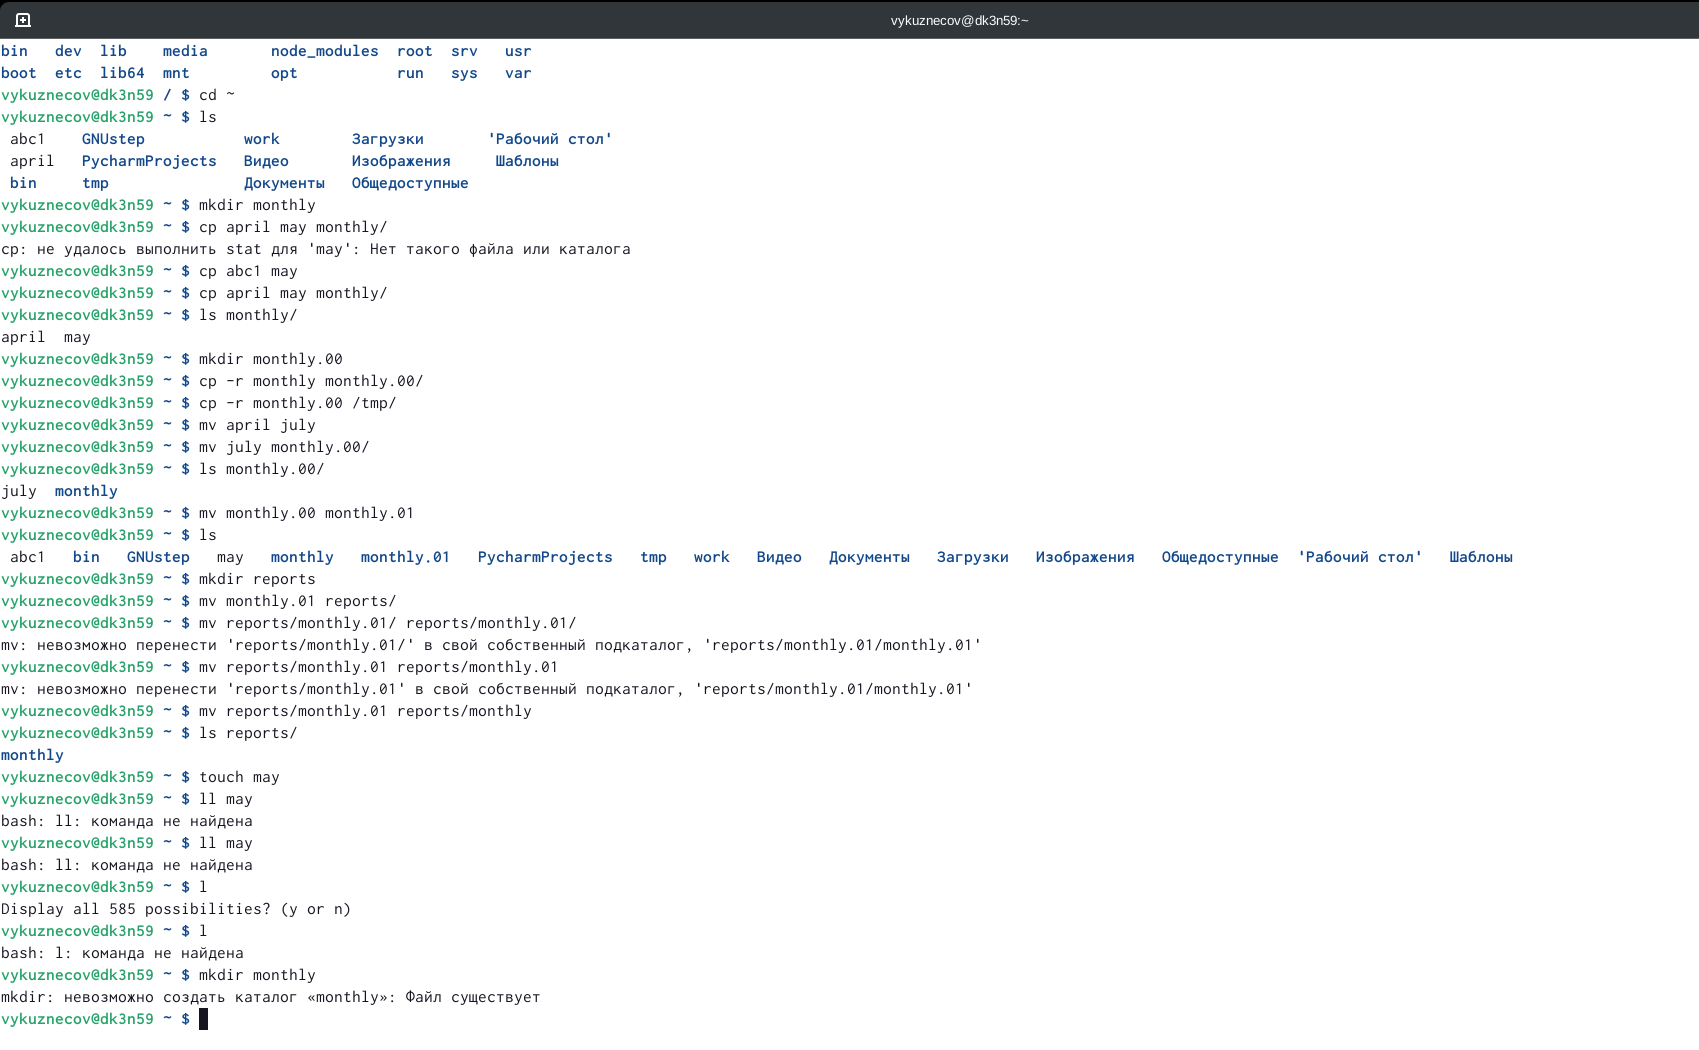 vykuznecov@dk3n59:~
bin   dev  lib    media       node_modules  root  srv   usr
boot  etc  lib64  mnt         opt           run   sys   var
vykuznecov@dk3n59 / $ cd ~
vykuznecov@dk3n59 ~ $ ls
 abc1    GNUstep           work        Загрузки       'Рабочий стол'
 april   PycharmProjects   Видео       Изображения     Шаблоны
 bin     tmp               Документы   Общедоступные
vykuznecov@dk3n59 ~ $ mkdir monthly
vykuznecov@dk3n59 ~ $ cp april may monthly/
cp: не удалось выполнить stat для 'may': Нет такого файла или каталога
vykuznecov@dk3n59 ~ $ cp abc1 may
vykuznecov@dk3n59 ~ $ cp april may monthly/
vykuznecov@dk3n59 ~ $ ls monthly/
april  may
vykuznecov@dk3n59 ~ $ mkdir monthly.00
vykuznecov@dk3n59 ~ $ cp -r monthly monthly.00/
vykuznecov@dk3n59 ~ $ cp -r monthly.00 /tmp/
vykuznecov@dk3n59 ~ $ mv april july
vykuznecov@dk3n59 ~ $ mv july monthly.00/
vykuznecov@dk3n59 ~ $ ls monthly.00/
july  monthly
vykuznecov@dk3n59 ~ $ mv monthly.00 monthly.01
vykuznecov@dk3n59 ~ $ ls
 abc1   bin   GNUstep   may   monthly   monthly.01   PycharmProjects   tmp   work   Видео   Документы   Загрузки   Изображения   Общедоступные  'Рабочий стол'   Шаблоны
vykuznecov@dk3n59 ~ $ mkdir reports
vykuznecov@dk3n59 ~ $ mv monthly.01 reports/
vykuznecov@dk3n59 ~ $ mv reports/monthly.01/ reports/monthly.01/
mv: невозможно перенести 'reports/monthly.01/' в свой собственный подкаталог, 'reports/monthly.01/monthly.01'
vykuznecov@dk3n59 ~ $ mv reports/monthly.01 reports/monthly.01
mv: невозможно перенести 'reports/monthly.01' в свой собственный подкаталог, 'reports/monthly.01/monthly.01'
vykuznecov@dk3n59 ~ $ mv reports/monthly.01 reports/monthly
vykuznecov@dk3n59 ~ $ ls reports/
monthly
vykuznecov@dk3n59 ~ $ touch may
vykuznecov@dk3n59 ~ $ ll may
bash: ll: команда не найдена
vykuznecov@dk3n59 ~ $ ll may
bash: ll: команда не найдена
vykuznecov@dk3n59 ~ $ l
Display all 585 possibilities? (y or n)
vykuznecov@dk3n59 ~ $ l
bash: l: команда не найдена
vykuznecov@dk3n59 ~ $ mkdir monthly
mkdir: невозможно создать каталог «monthly»: Файл существует
vykuznecov@dk3n59 ~ $